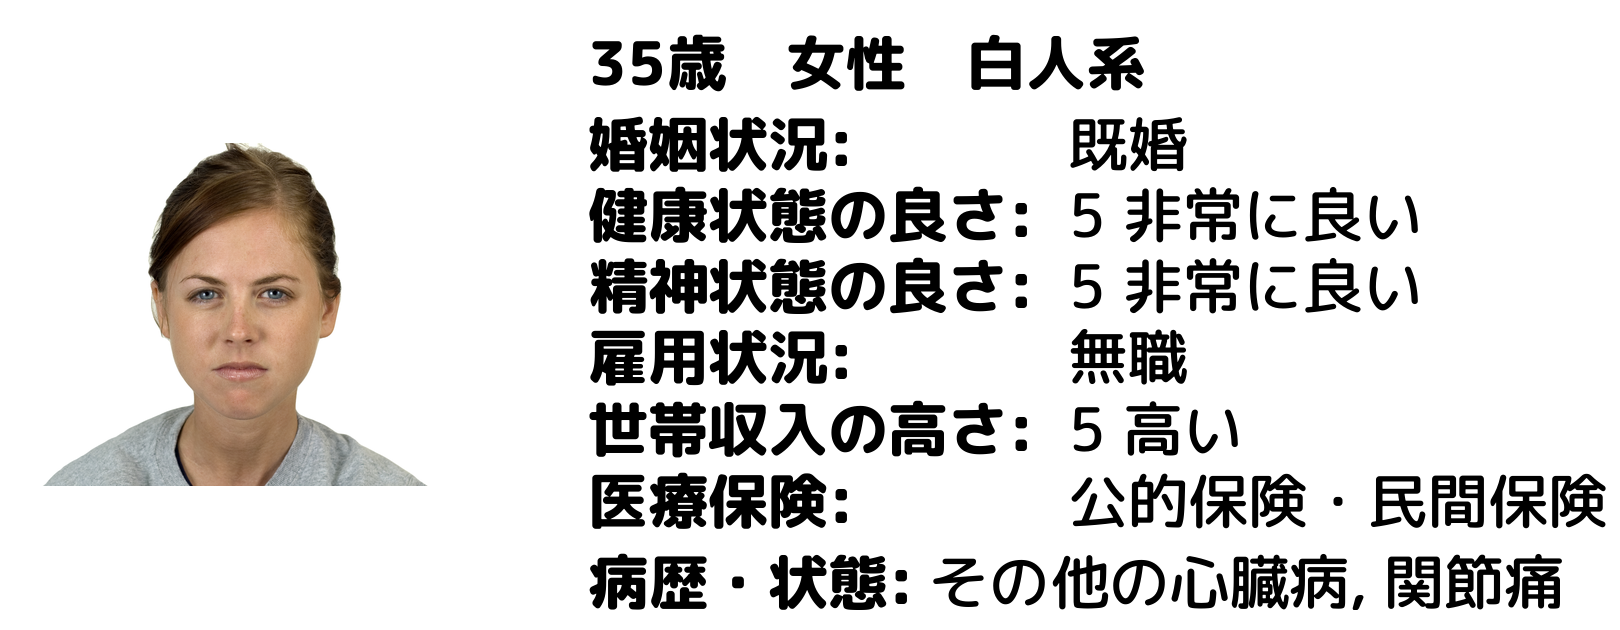 35歳　女性　白人系
婚姻状況: 既婚
健康状態の良さ: 5 非常に良い
精神状態の良さ: 5 非常に良い
雇用状況: 無職
世帯収入の高さ: 5 高い
医療保険: 公的保険・民間保険
病歴・状態: その他の心臓病, 関節痛